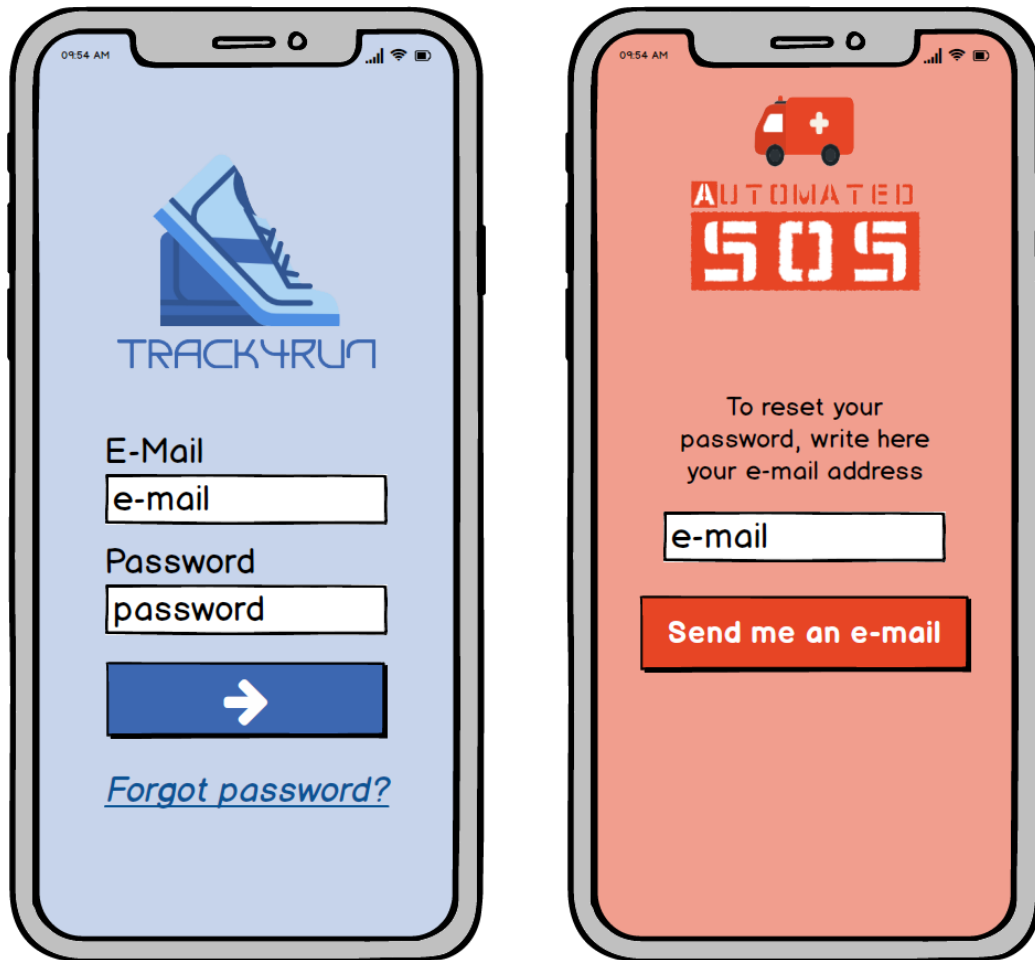 09:54 AM
TRACK4RUN
E-Mail
e-mail
Password
password
Forgot password?
09:54 AM
AUTOMATED
SOS
To reset your
password, write here
your e-mail address
e-mail
Send me an e-mail